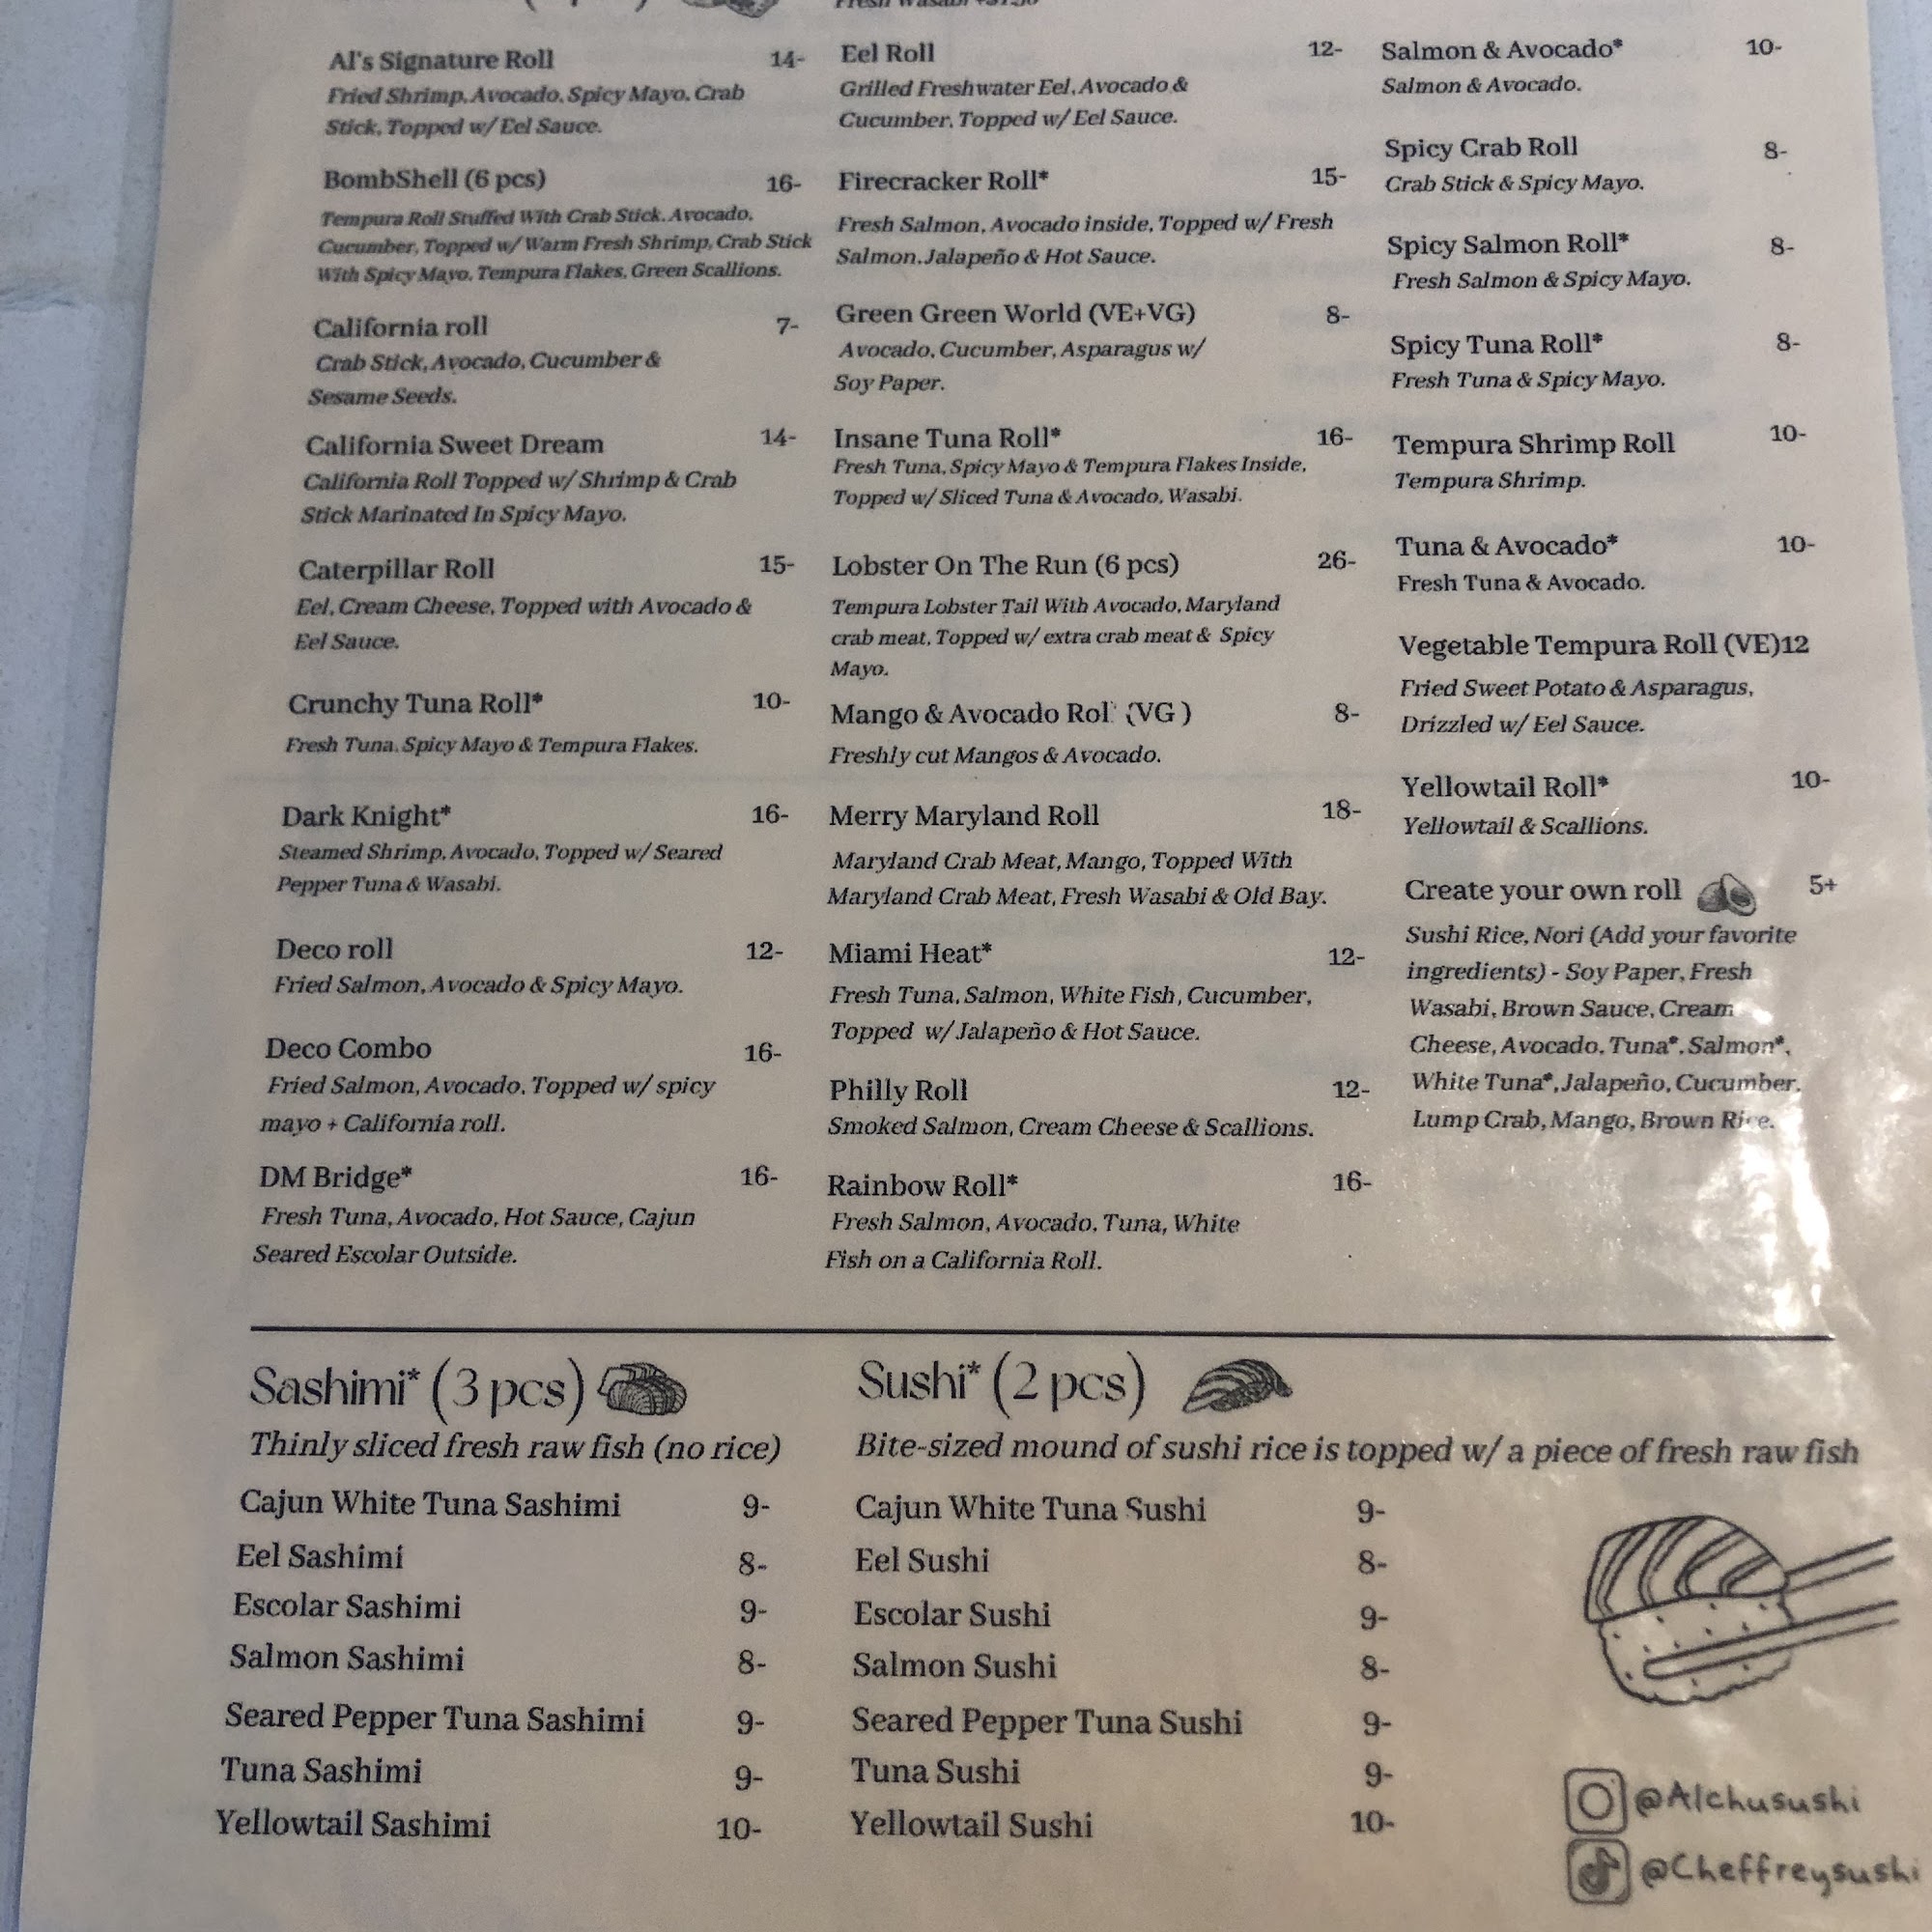 Al's Signature Roll 14-
Fried Shrimp, Avocado, Spicy Mayo, Crab
Stick, Topped w/ Eel Sauce.
BombShell (6 pcs) 16-
Tempura Roll Stuffed With Crab Stick, Avocado,
Cucumber, Topped w/ Warm Fresh Shrimp, Crab Stick
With Spicy Mayo, Tempura Flakes, Green Scallions.
California roll 7-
Crab Stick, Avocado, Cucumber &
Sesame Seeds.
California Sweet Dream 14-
California Roll Topped w/ Shrimp & Crab
Stick Marinated In Spicy Mayo.
Caterpillar Roll 15-
Eel, Cream Cheese, Topped with Avocado &
Eel Sauce.
Crunchy Tuna Roll* 10-
Fresh Tuna, Spicy Mayo & Tempura Flakes.
Dark Knight* 16-
Steamed Shrimp, Avocado, Topped w/ Seared
Pepper Tuna & Wasabi.
Deco roll 12-
Fried Salmon, Avocado & Spicy Mayo.
Deco Combo 16-
Fried Salmon, Avocado, Topped w/ spicy
mayo + California roll.
DM Bridge* 16-
Fresh Tuna, Avocado, Hot Sauce, Cajun
Seared Escolar Outside.
Fresh Wasabi +$1.50
Eel Roll 12-
Grilled Freshwater Eel, Avocado &
Cucumber, Topped w/ Eel Sauce.
Firecracker Roll* 15-
Fresh Salmon, Avocado inside, Topped w/ Fresh
Salmon, Jalapeño & Hot Sauce.
Green Green World (VE+VG) 8-
Avocado, Cucumber, Asparagus w/
Soy Paper.
Insane Tuna Roll* 16-
Fresh Tuna, Spicy Mayo & Tempura Flakes Inside,
Topped w/ Sliced Tuna & Avocado, Wasabi.
Lobster On The Run (6 pcs) 26-
Tempura Lobster Tail With Avocado, Maryland
crab meat, Topped w/ extra crab meat & Spicy
Mayo.
Mango & Avocado Roll (VG ) 8-
Freshly cut Mangos & Avocado.
Merry Maryland Roll 18-
Maryland Crab Meat, Mango, Topped With
Maryland Crab Meat, Fresh Wasabi & Old Bay.
Miami Heat* 12-
Fresh Tuna, Salmon, White Fish, Cucumber,
Topped w/ Jalapeño & Hot Sauce.
Philly Roll 12-
Smoked Salmon, Cream Cheese & Scallions.
Rainbow Roll* 16-
Fresh Salmon, Avocado, Tuna, White
Fish on a California Roll.
Salmon & Avocado* 10-
Salmon & Avocado.
Spicy Crab Roll 8-
Crab Stick & Spicy Mayo.
Spicy Salmon Roll* 8-
Fresh Salmon & Spicy Mayo.
Spicy Tuna Roll* 8-
Fresh Tuna & Spicy Mayo.
Tempura Shrimp Roll 10-
Tempura Shrimp.
Tuna & Avocado* 10-
Fresh Tuna & Avocado.
Vegetable Tempura Roll (VE)12
Fried Sweet Potato & Asparagus,
Drizzled w/ Eel Sauce.
Yellowtail Roll* 10-
Yellowtail & Scallions.
Create your own roll 5+
Sushi Rice, Nori (Add your favorite
ingredients) - Soy Paper, Fresh
Wasabi, Brown Sauce, Cream
Cheese, Avocado, Tuna*, Salmon*,
White Tuna*, Jalapeño, Cucumber,
Lump Crab, Mango, Brown Rice.
Sashimi* (3 pcs)
Thinly sliced fresh raw fish (no rice)
Cajun White Tuna Sashimi 9-
Eel Sashimi 8-
Escolar Sashimi 9-
Salmon Sashimi 8-
Seared Pepper Tuna Sashimi 9-
Tuna Sashimi 9-
Yellowtail Sashimi 10-
Sushi* (2 pcs)
Bite-sized mound of sushi rice is topped w/ a piece of fresh raw fish
Cajun White Tuna Sushi 9-
Eel Sushi 8-
Escolar Sushi 9-
Salmon Sushi 8-
Seared Pepper Tuna Sushi 9-
Tuna Sushi 9-
Yellowtail Sushi 10-
@Alchusushi
@Cheffreysushi